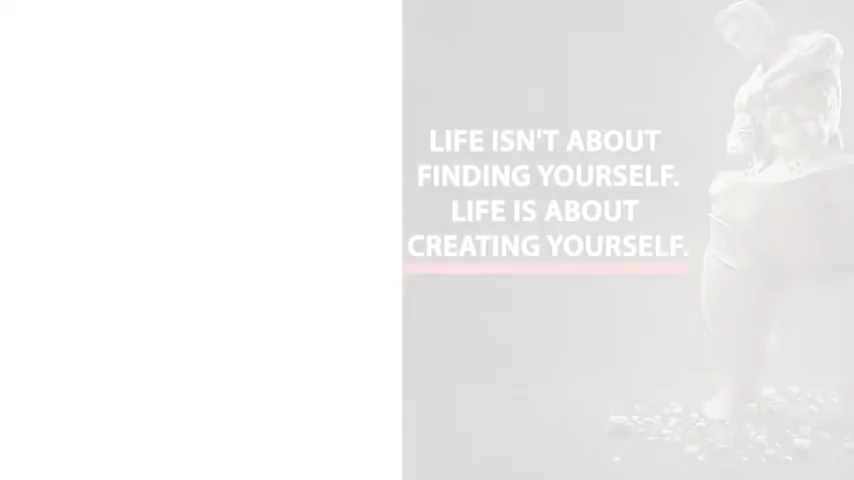 LIFE ISN'T ABOUT
FINDING YOURSELF.
LIFE IS ABOUT
CREATING YOURSELF.